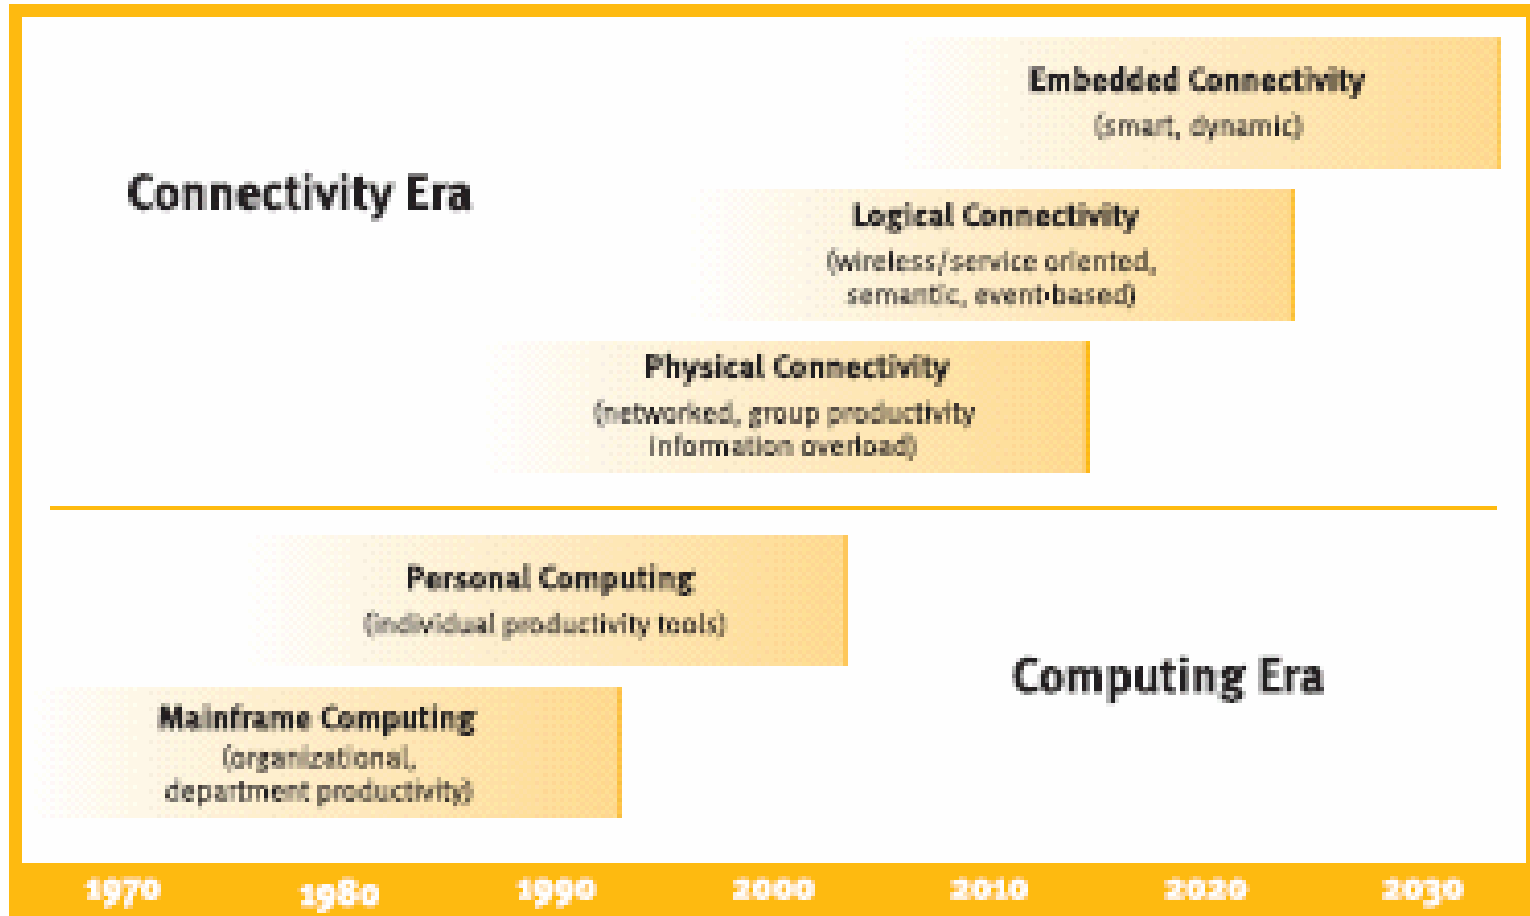 Embedded Connectivity
(smart, dynamic)
Connectivity Era
Logical Connectivity
(wireless/service oriented,
semantic, event-based)
Physical Connectivity
(networked, group productivity
information overload)
Personal Computing
(individual productivity tools)
Computing Era
Mainframe Computing
(organizational,
department productivity)
1970 1980 1990 2000 2010 2020 2030